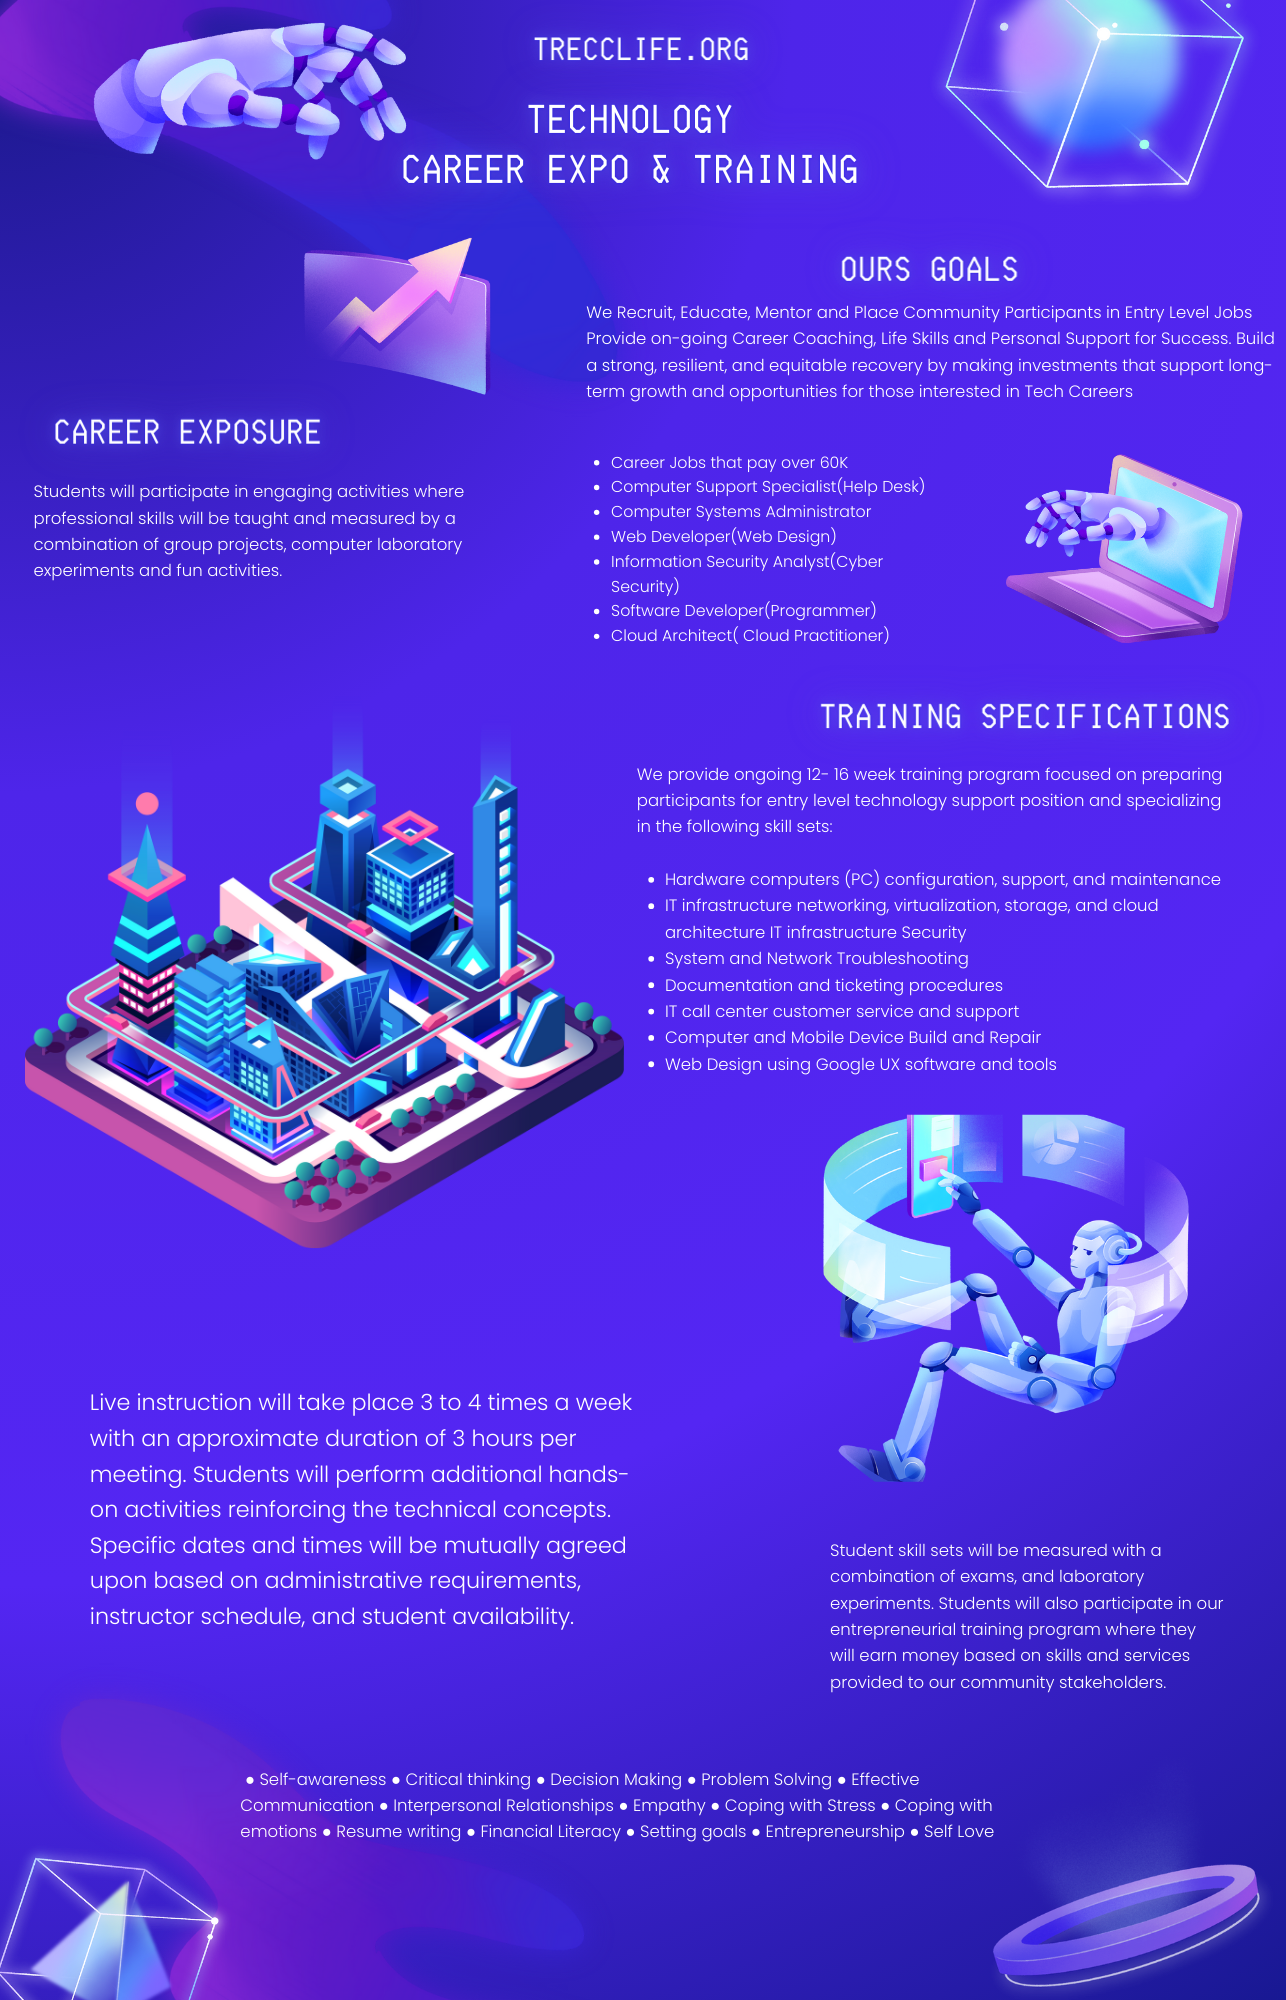 TRECCLIFE.ORG
TECHNOLOGY
CAREER EXPO & TRAINING
OURS GOALS
We Recruit, Educate, Mentor and Place Community Participants in Entry Level Jobs
Provide on-going Career Coaching, Life Skills and Personal Support for Success. Build
a strong, resilient, and equitable recovery by making investments that support long-
term growth and opportunities for those interested in Tech Careers
CAREER EXPOSURE
Students will participate in engaging activities where
professional skills will be taught and measured by a
combination of group projects, computer laboratory
experiments and fun activities.
• Career Jobs that pay over 60K
• Computer Support Specialist(Help Desk)
• Computer Systems Administrator
• Web Developer(Web Design)
• Information Security Analyst(Cyber
Security)
• Software Developer(Programmer)
• Cloud Architect( Cloud Practitioner)
TRAINING SPECIFICATIONS
We provide ongoing 12- 16 week training program focused on preparing
participants for entry level technology support position and specializing
in the following skill sets:
• Hardware computers (PC) configuration, support, and maintenance
• IT infrastructure networking, virtualization, storage, and cloud
architecture IT infrastructure Security
• System and Network Troubleshooting
• Documentation and ticketing procedures
• IT call center customer service and support
• Computer and Mobile Device Build and Repair
• Web Design using Google UX software and tools
Live instruction will take place 3 to 4 times a week
with an approximate duration of 3 hours per
meeting. Students will perform additional hands-
on activities reinforcing the technical concepts.
Specific dates and times will be mutually agreed
upon based on administrative requirements,
instructor schedule, and student availability.
Student skill sets will be measured with a
combination of exams, and laboratory
experiments. Students will also participate in our
entrepreneurial training program where they
will earn money based on skills and services
provided to our community stakeholders.
● Self-awareness ● Critical thinking ● Decision Making ● Problem Solving ● Effective
Communication ● Interpersonal Relationships ● Empathy ● Coping with Stress ● Coping with
emotions ● Resume writing ● Financial Literacy ● Setting goals ● Entrepreneurship ● Self Love